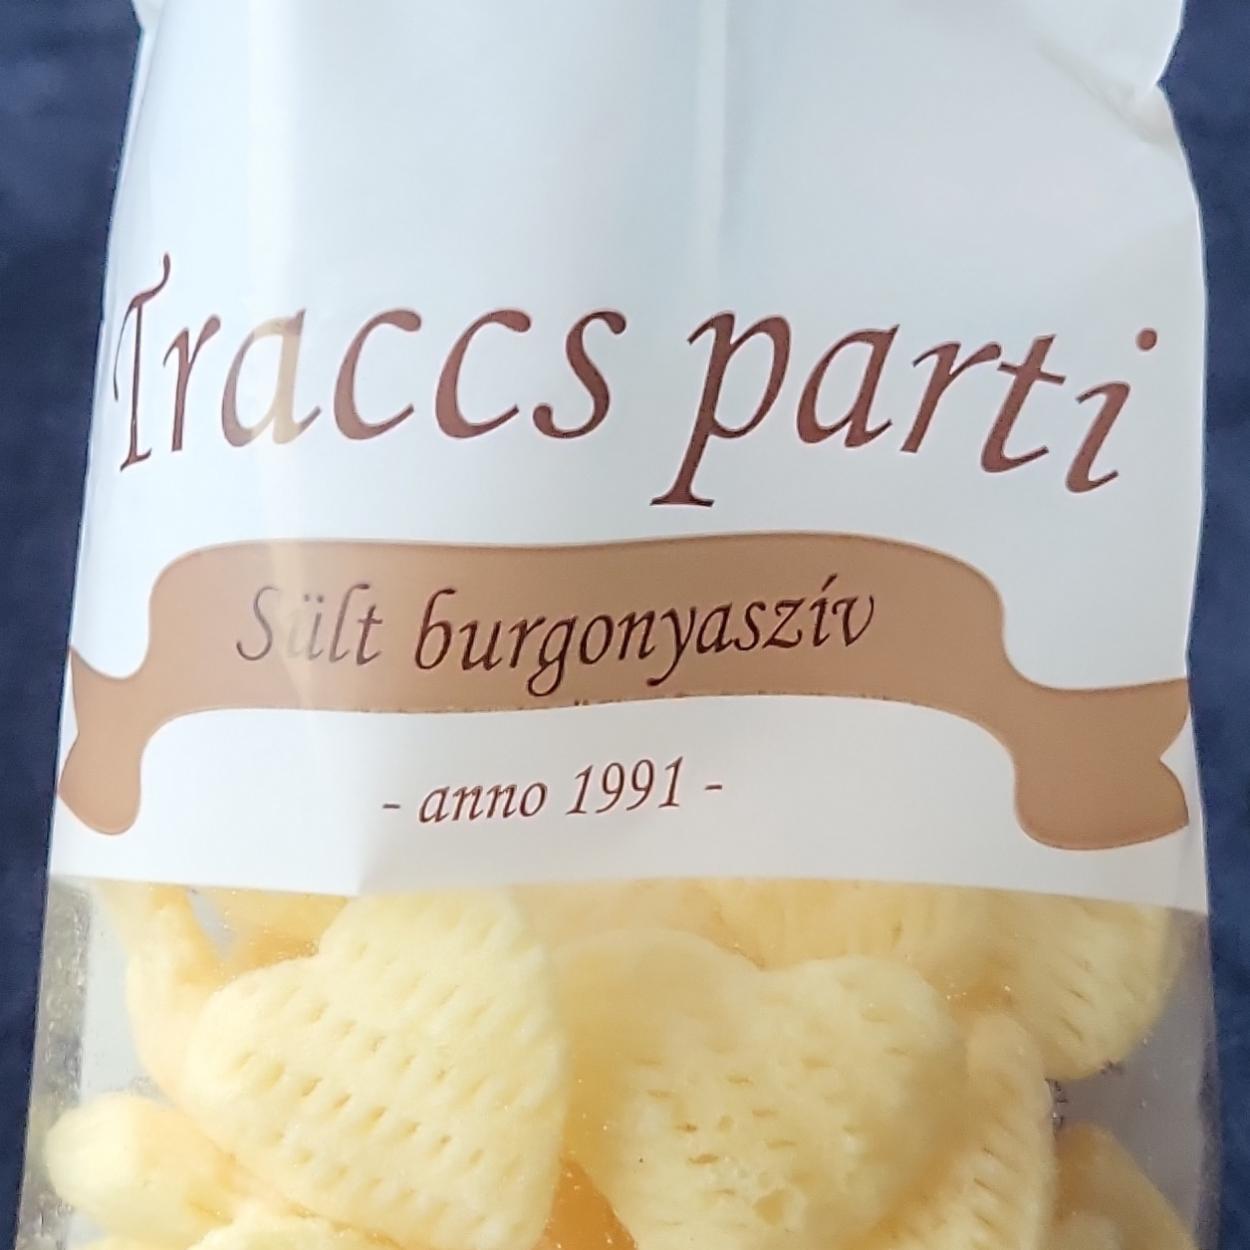 Traccs parti
Sült burgonyaszív
- anno 1991 -